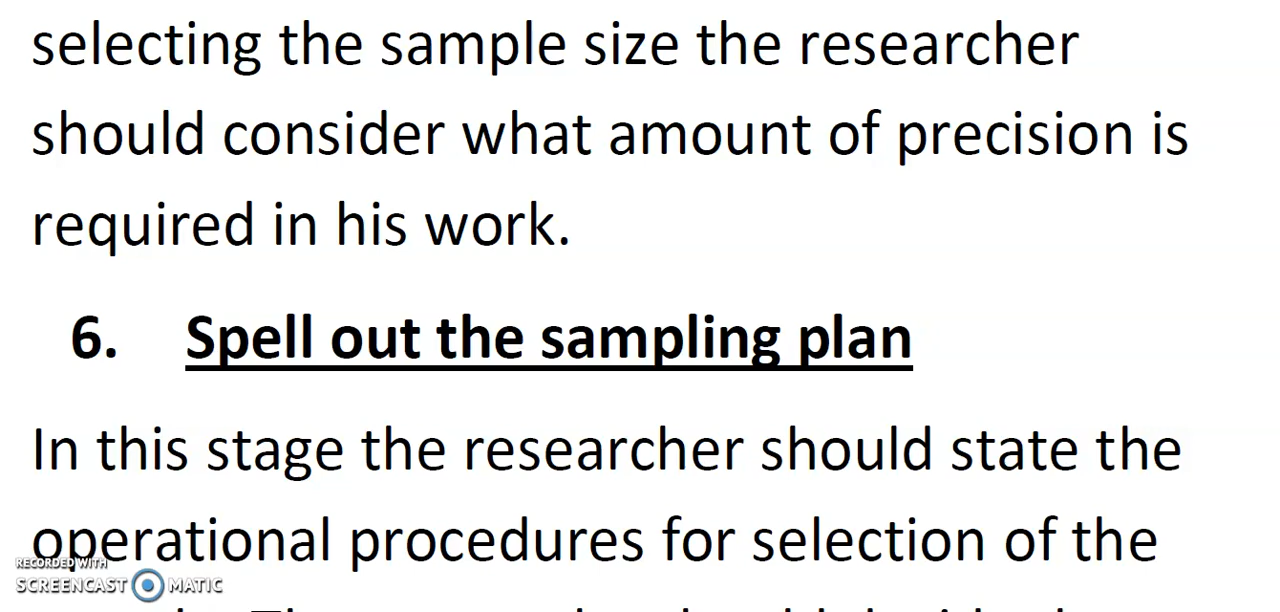 selecting the sample size the researcher
should consider what amount of precision is
required in his work.
6. Spell out the sampling plan
In this stage the researcher should state the
operational procedures for selection of the
RECORDED WITH
SCREENCAST MATIC